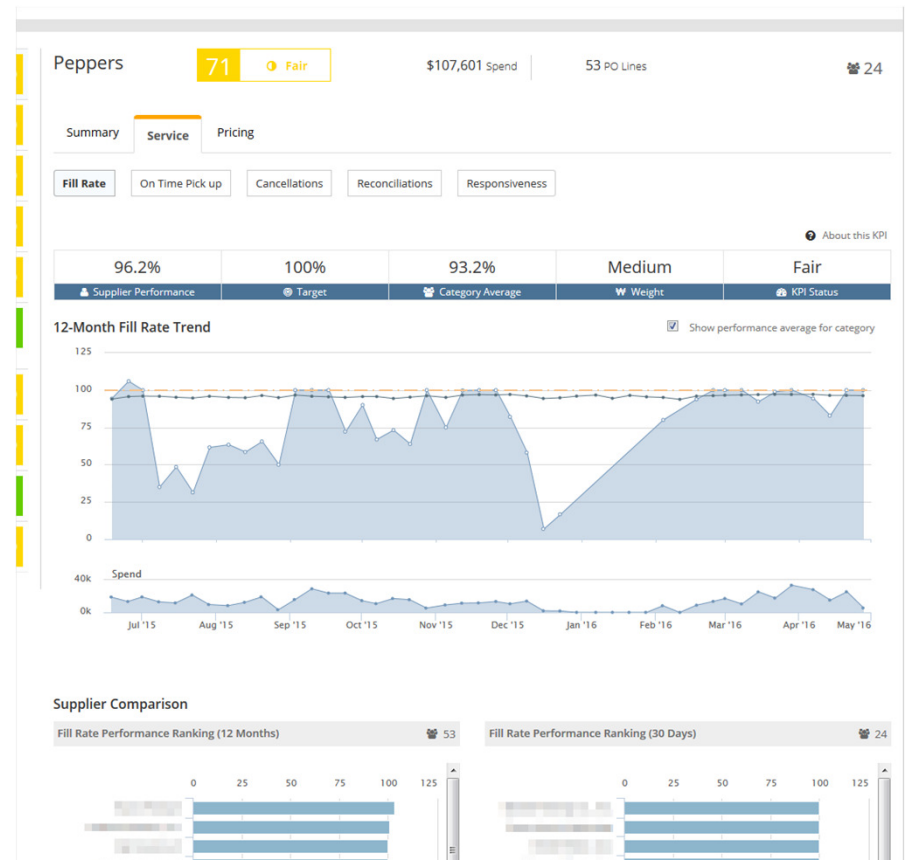 Peppers 71 Fair $107,601 Spend 53 PO Lines 24
Summary Service Pricing
Fill Rate On Time Pick up Cancellations Reconciliations Responsiveness
About this KPI
96.2% 100% 93.2% Medium Fair
Supplier Performance Target Category Average Weight KPI Status
12-Month Fill Rate Trend Show performance average for category
125
100
75
50
25
0
40k Spend
0k
Jul '15 Aug '15 Sep '15 Oct '15 Nov '15 Dec '15 Jan '16 Feb '16 Mar '16 Apr '16 May '16
Supplier Comparison
Fill Rate Performance Ranking (12 Months) 53 Fill Rate Performance Ranking (30 Days) 24
0 25 50 75 100 125 0 25 50 75 100 125